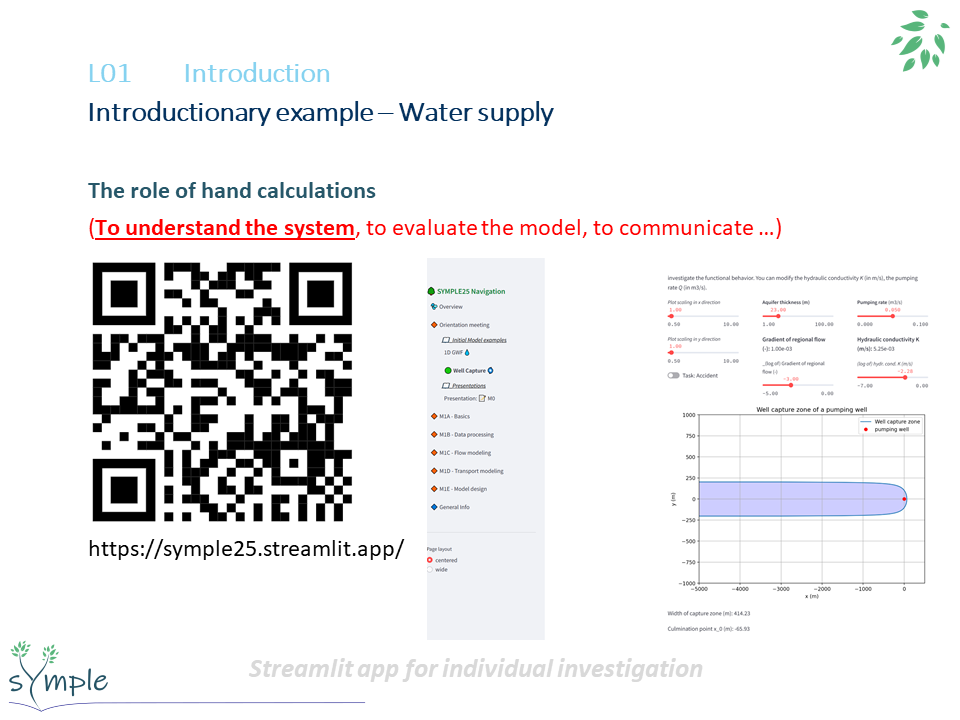 L01 Introduction
Introductionary example – Water supply
The role of hand calculations
(To understand the system, to evaluate the model, to communicate …)
https://symple25.streamlit.app/
SYMPLE25 Navigation
Overview
Orientation meeting
Initial Model examples
1D GWF
Well Capture
Presentations
Presentation: M0
M1A - Basics
M1B - Data processing
M1C - Flow modeling
M1D - Transport modeling
M1E - Model design
General Info
Page layout
centered
wide
investigate the functional behavior. You can modify the hydraulic conductivity K (in m/s), the pumping
rate Q (in m3/s).
Plot scaling in x direction
1.00
0.50 10.00
Aquifer thickness (m)
23.00
1.00 100.00
Pumping rate (m3/s)
0.050
0.000 0.100
Plot scaling in y direction
1.00
0.50 10.00
Task: Accident
Gradient of regional flow
(-): 1.00e-03
_(log of) Gradient of regional
flow (-)
-3.00
-5.00 0.00
Hydraulic conductivity K
(m/s): 5.25e-03
(log of) hydr. cond. K (m/s)
-2.28
-7.00 0.00
Well capture zone of a pumping well
Well capture zone
pumping well
y (m)
1000
750
500
250
0
−250
−500
−750
−1000
−5000 −4000 −3000 −2000 −1000 0
x (m)
Width of capture zone (m): 414.23
Culmination point x_0 (m): -65.93
Streamlit app for individual investigation
symple